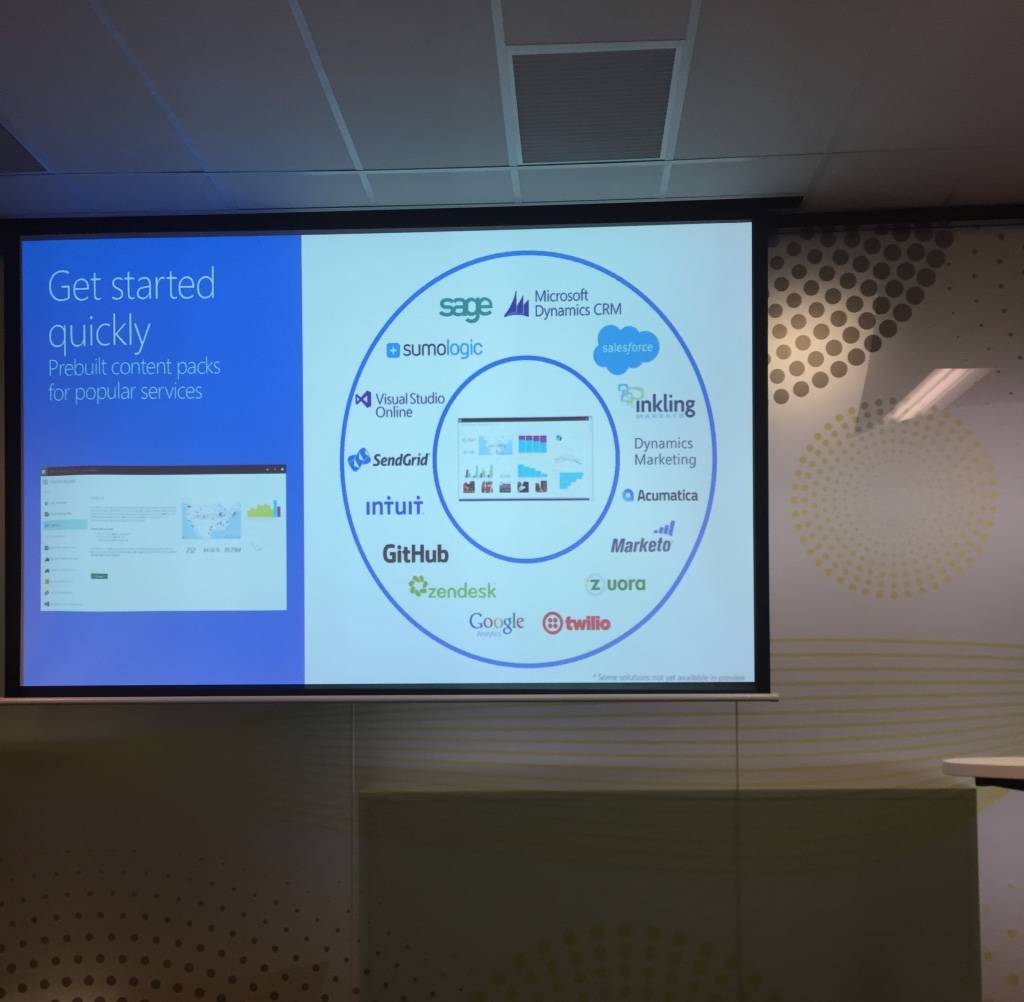 Get started
quickly
Prebuilt content packs
for popular services
sage
Microsoft
Dynamics CRM
sumologic
salesforce
Visual Studio
Online
inkling
MARKETS
Dynamics
Marketing
SendGrid
Acumatica
intuit
Marketo
GitHub
zendesk
zuora
Google
Analytics
twilio
* Some solutions not yet available in preview